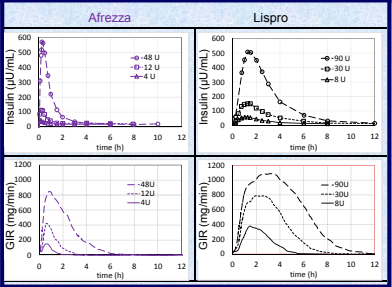 Afrezza
Lispro
600
500
400
300
200
100
0
Insulin (µU/mL)
-48 U
-12 U
-4 U
0 2 4 6 8 10 12
time (h)
600
500
400
300
200
100
0
Insulin (µU/mL)
-90 U
-30 U
8 U
0 2 4 6 8 10 12
time (h)
1200
1000
800
600
400
200
0
GIR (mg/min)
-48U
12U
4U
0 2 4 6 8 10 12
time (h)
1200
1000
800
600
400
200
0
GIR (mg/min)
-90U
30U
8U
0 2 4 6 8 10 12
time (h)